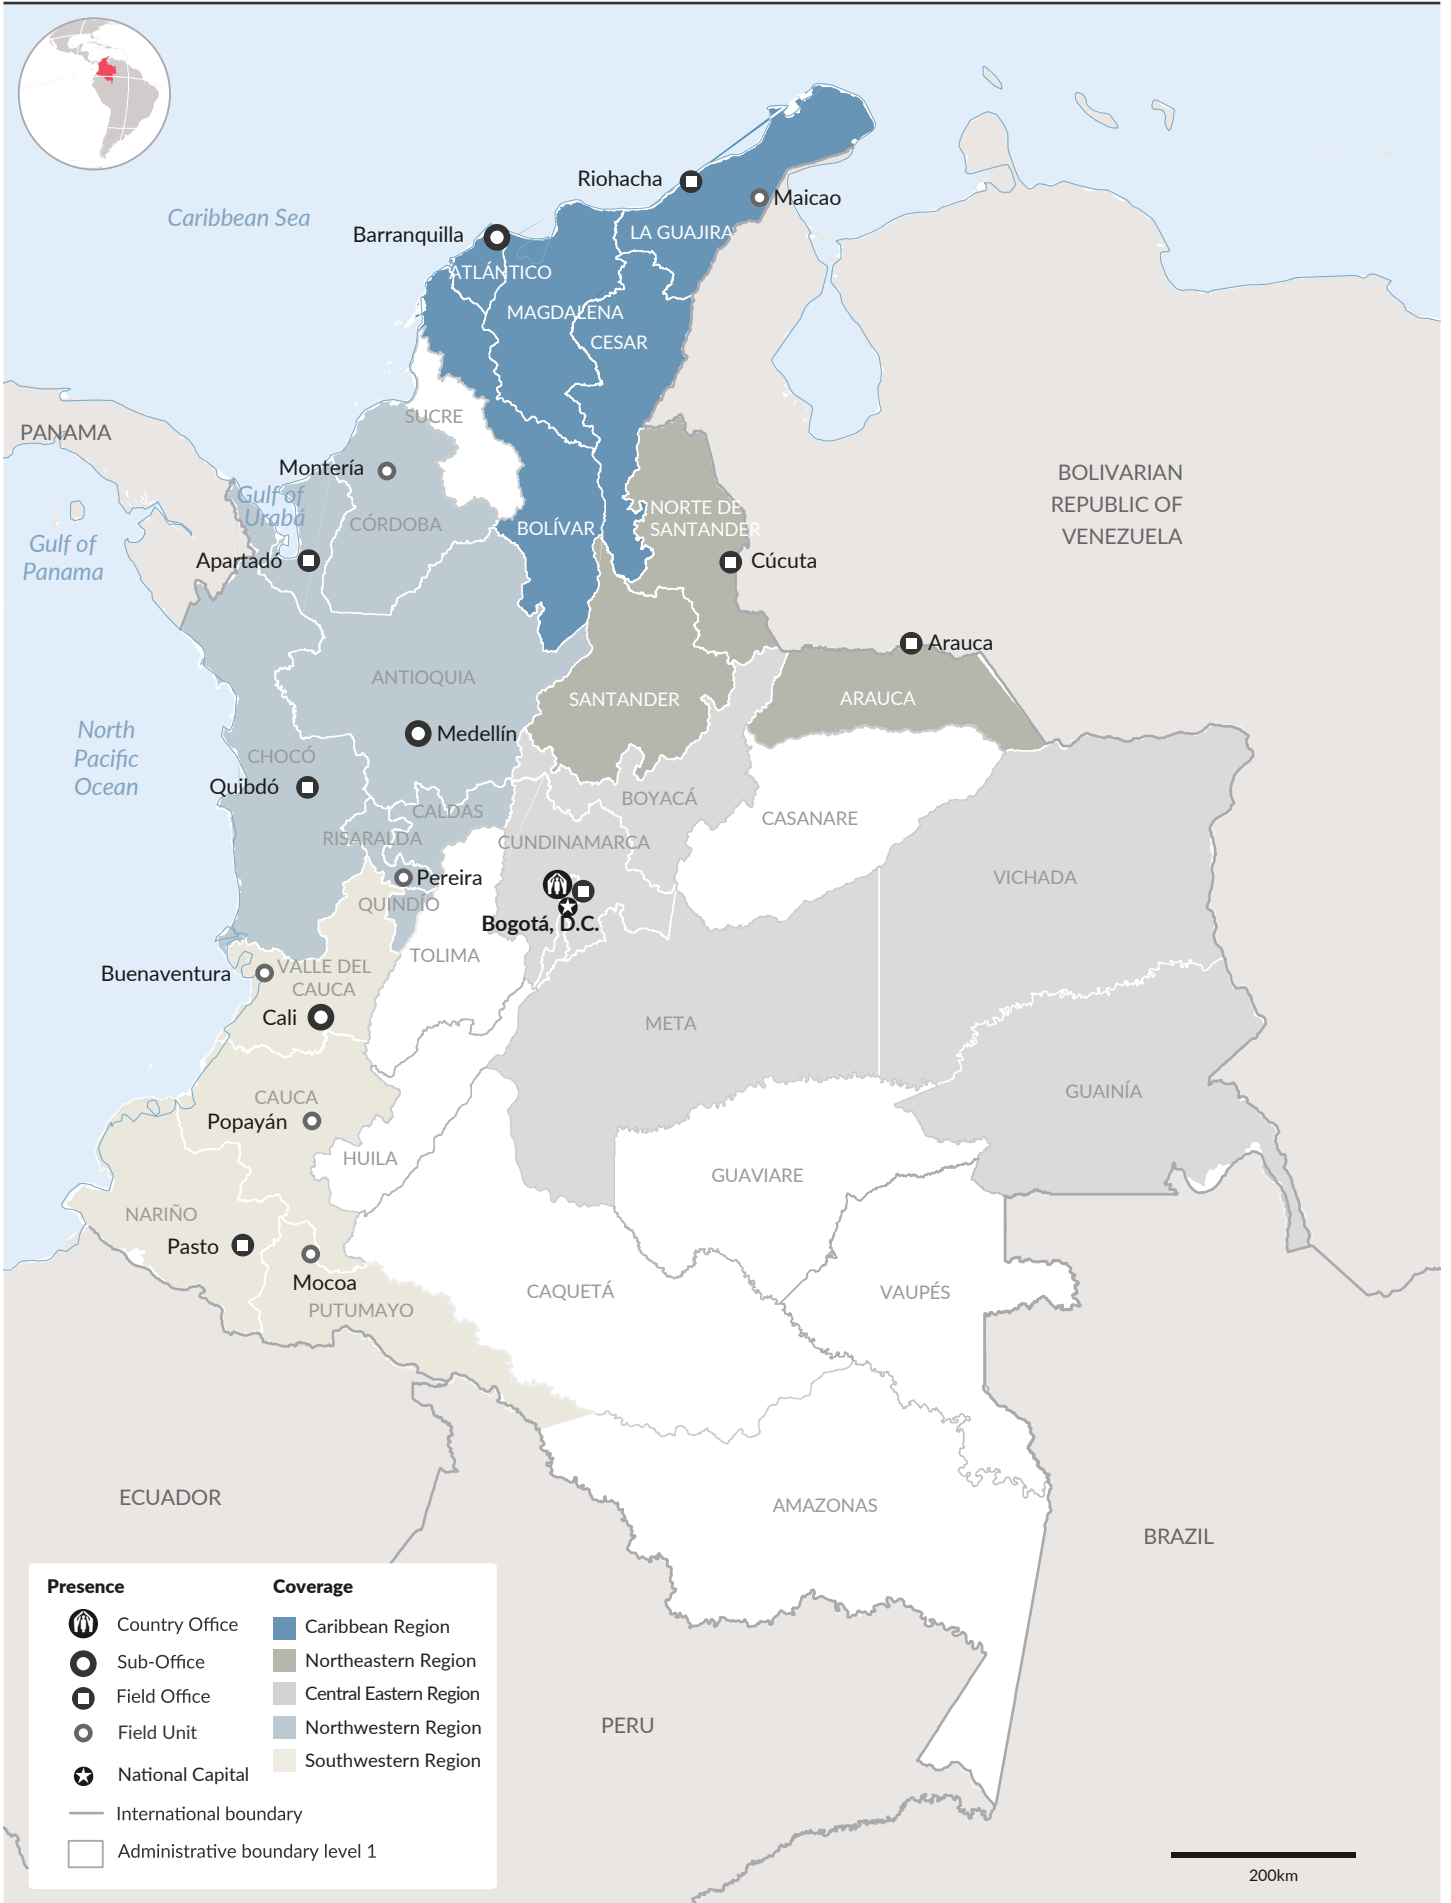 Caribbean Sea
Riohacha
Maicao
Barranquilla
LA GUAJIRA
ATLÁNTICO
MAGDALENA
CESAR
SUCRE
PANAMA
Montería
Gulf of
Urabá
CÓRDOBA
BOLÍVAR
NORTE DE
SANTANDER
BOLIVARIAN
REPUBLIC OF
VENEZUELA
Gulf of
Panama
Apartadó
Cúcuta
Arauca
ANTIOQUIA
SANTANDER
ARAUCA
North
Pacific
Ocean
Medellín
CHOCÓ
Quibdó
BOYACÁ
CALDAS
CASANARE
RISARALDA
CUNDINAMARCA
Pereira
VICHADA
QUINDÍO
Bogotá, D.C.
TOLIMA
Buenaventura
VALLE DEL
CAUCA
Cali
META
CAUCA
Popayán
GUAINÍA
HUILA
GUAVIARE
NARIÑO
Pasto
Mocoa
PUTUMAYO
CAQUETÁ
VAUPÉS
ECUADOR
AMAZONAS
BRAZIL
PERU
Presence
Country Office
Sub-Office
Field Office
Field Unit
National Capital
International boundary
Administrative boundary level 1
Coverage
Caribbean Region
Northeastern Region
Central Eastern Region
Northwestern Region
Southwestern Region
200km